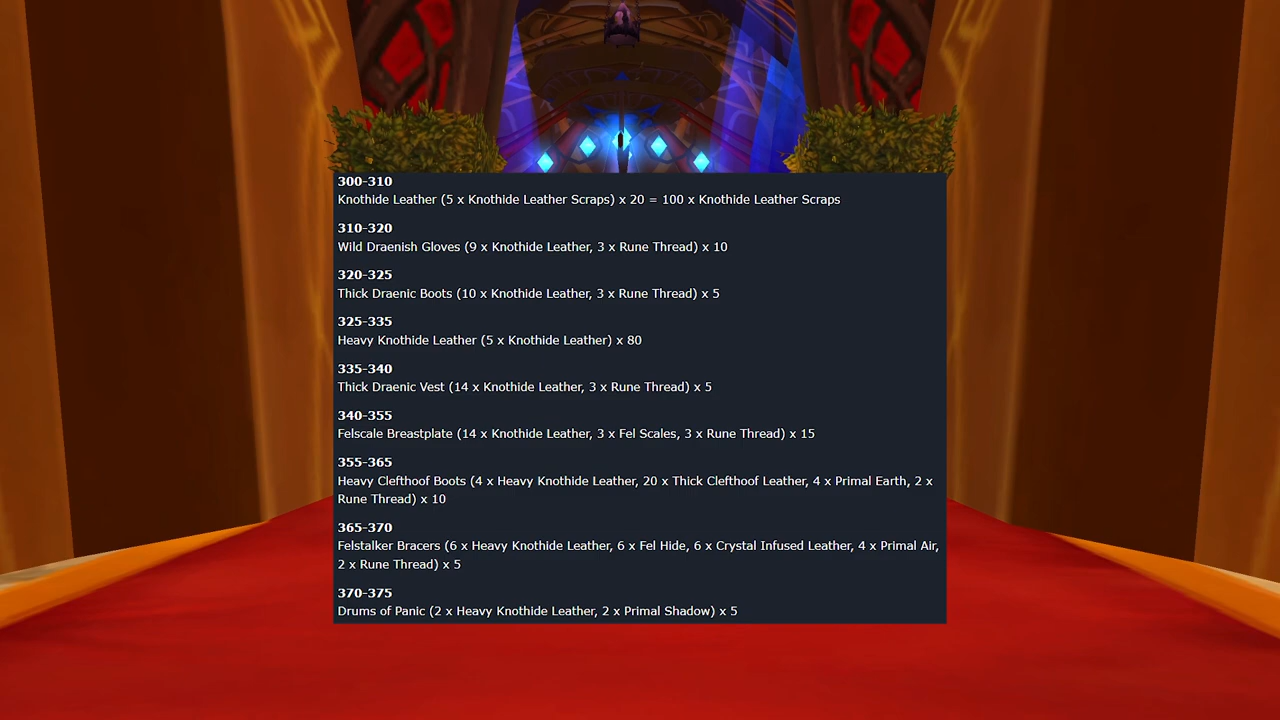 300-310
Knothide Leather (5 x Knothide Leather Scraps) x 20 = 100 x Knothide Leather Scraps
310-320
Wild Draenish Gloves (9 x Knothide Leather, 3 x Rune Thread) x 10
320-325
Thick Draenic Boots (10 x Knothide Leather, 3 x Rune Thread) x 5
325-335
Heavy Knothide Leather (5 x Knothide Leather) x 80
335-340
Thick Draenic Vest (14 x Knothide Leather, 3 x Rune Thread) x 5
340-355
Felscale Breastplate (14 x Knothide Leather, 3 x Fel Scales, 3 x Rune Thread) x 15
355-365
Heavy Clefthoof Boots (4 x Heavy Knothide Leather, 20 x Thick Clefthoof Leather, 4 x Primal Earth, 2 x
Rune Thread) x 10
365-370
Felstalker Bracers (6 x Heavy Knothide Leather, 6 x Fel Hide, 6 x Crystal Infused Leather, 4 x Primal Air,
2 x Rune Thread) x 5
370-375
Drums of Panic (2 x Heavy Knothide Leather, 2 x Primal Shadow) x 5